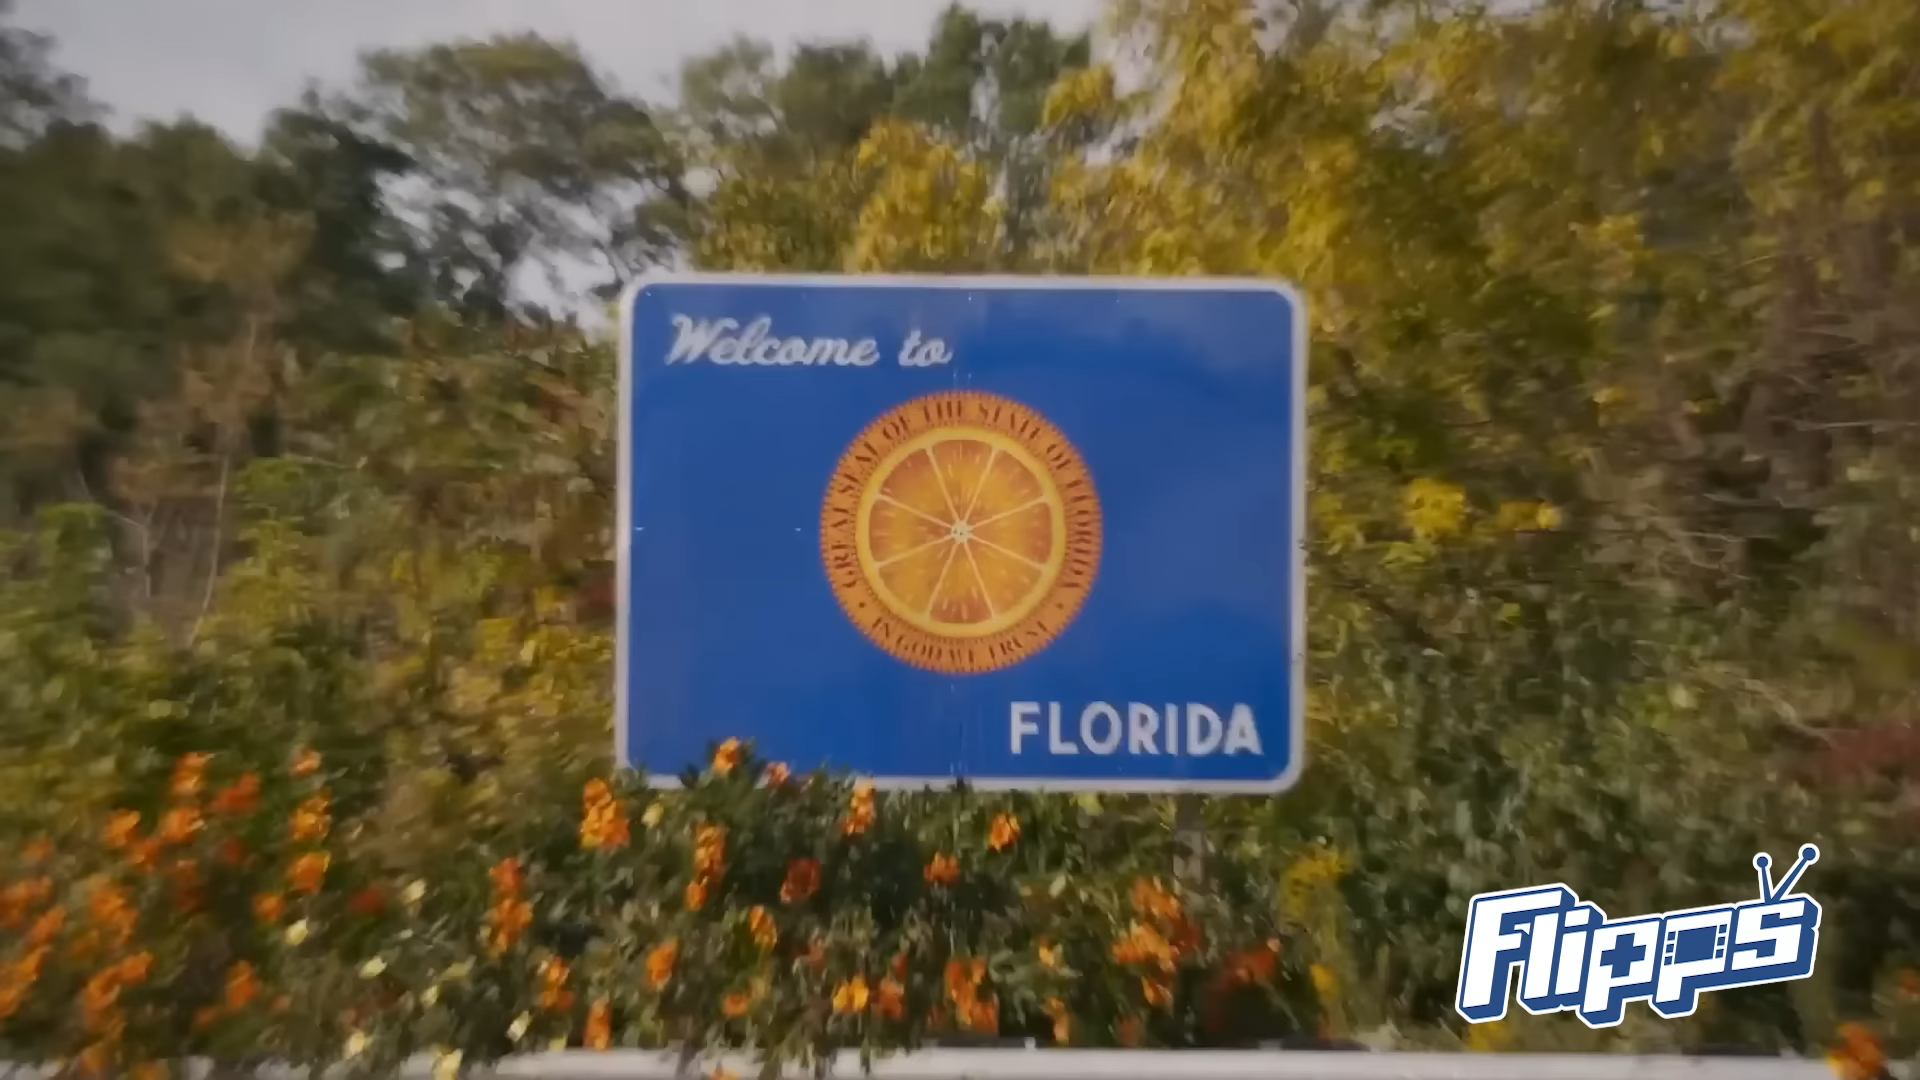 Welcome to
GREAT SEAL OF THE STATE OF FLORIDA
• IN GOD WE TRUST •
FLORIDA
Flipps